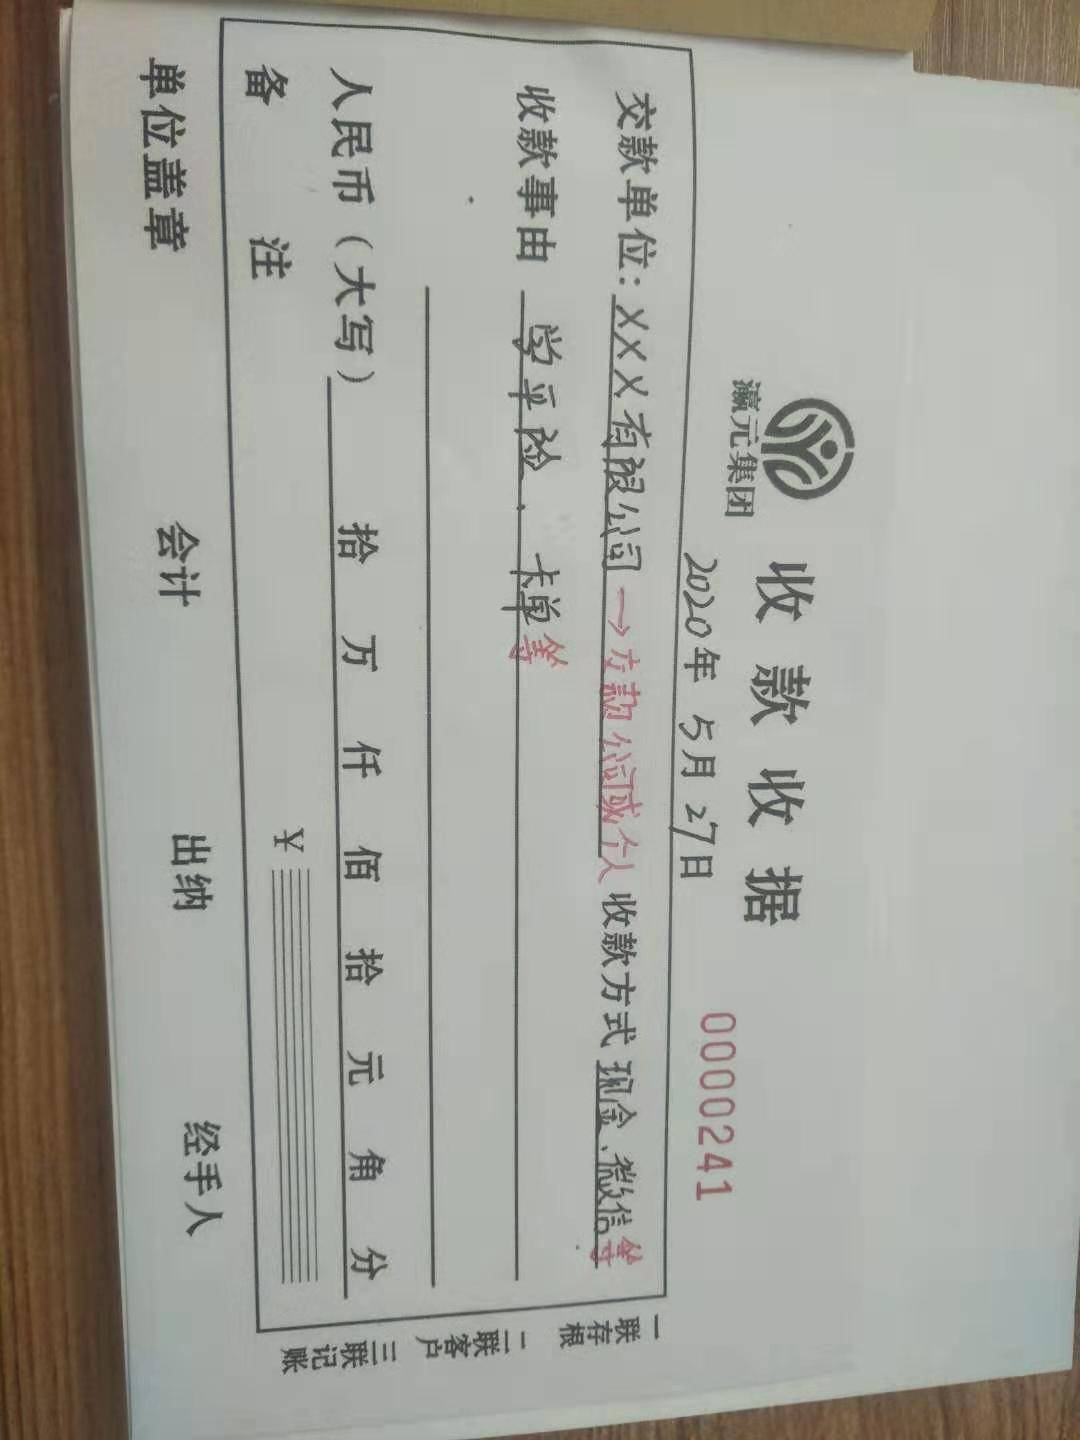 瀛元集团
收款收据
0000241
2020年 5月 27日
交款单位：XXX有限公司→交款公司或个人 收款方式 现金、微信等
收款事由 学平险、卡单等
人民币（大写） 拾 万 仟 佰 拾 元 角 分
备 注 ¥
单位盖章 会计 出纳 经手人
一联存根
二联客户
三联记账